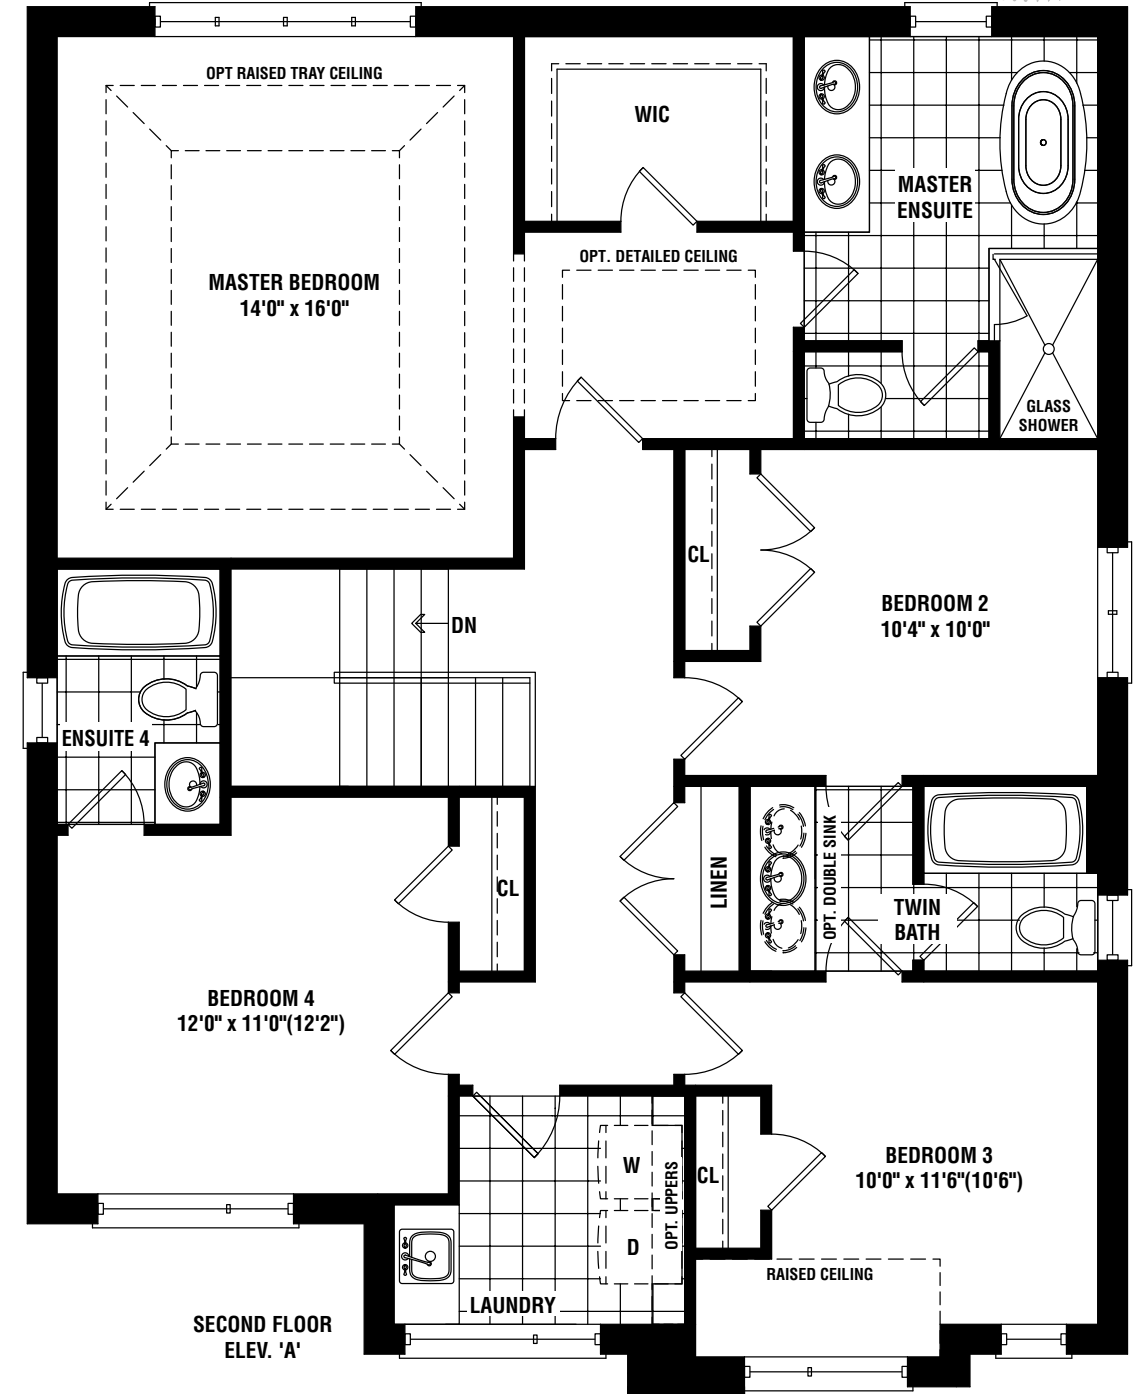 OPT RAISED TRAY CEILING
WIC
MASTER
ENSUITE
OPT. DETAILED CEILING
MASTER BEDROOM
14'0" x 16'0"
GLASS
SHOWER
CL
BEDROOM 2
10'4" x 10'0"
DN
ENSUITE 4
OPT. DOUBLE SINK
LINEN
CL
TWIN
BATH
BEDROOM 4
12'0" x 11'0"(12'2")
W
OPT. UPPERS
CL
BEDROOM 3
10'0" x 11'6"(10'6")
D
RAISED CEILING
LAUNDRY
SECOND FLOOR
ELEV. 'A'